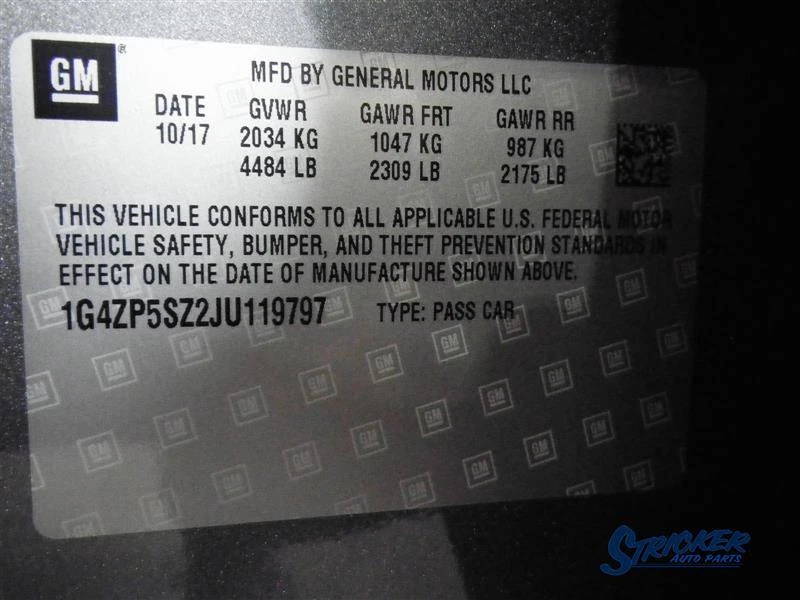 GM
MFD BY GENERAL MOTORS LLC
DATE GVWR GAWR FRT GAWR RR
10/17 2034 KG 1047 KG 987 KG
4484 LB 2309 LB 2175 LB
THIS VEHICLE CONFORMS TO ALL APPLICABLE U.S. FEDERAL MOTOR
VEHICLE SAFETY, BUMPER, AND THEFT PREVENTION STANDARDS IN
EFFECT ON THE DATE OF MANUFACTURE SHOWN ABOVE.
1G4ZP5SZ2JU119797 TYPE: PASS CAR
STRICKER
AUTO PARTS